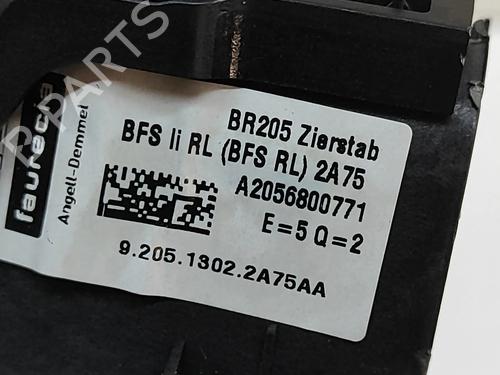 faurecia
Angell-Demmel
BR205 Zierstab
BFS li RL (BFS RL) 2A75
A2056800771
E=5 Q=2
9.205.1302.2A75AA